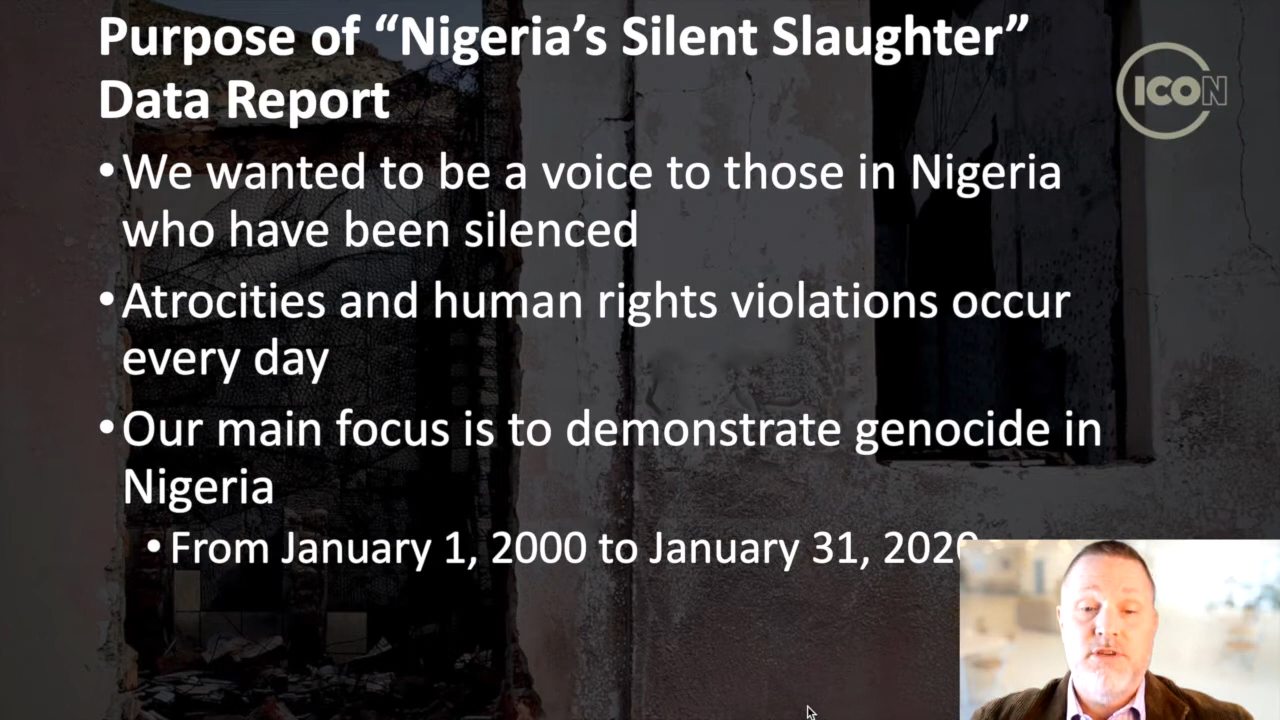 Purpose of “Nigeria’s Silent Slaughter”
Data Report
ICON
•We wanted to be a voice to those in Nigeria
who have been silenced
•Atrocities and human rights violations occur
every day
•Our main focus is to demonstrate genocide in
Nigeria
•From January 1, 2000 to January 31, 2020